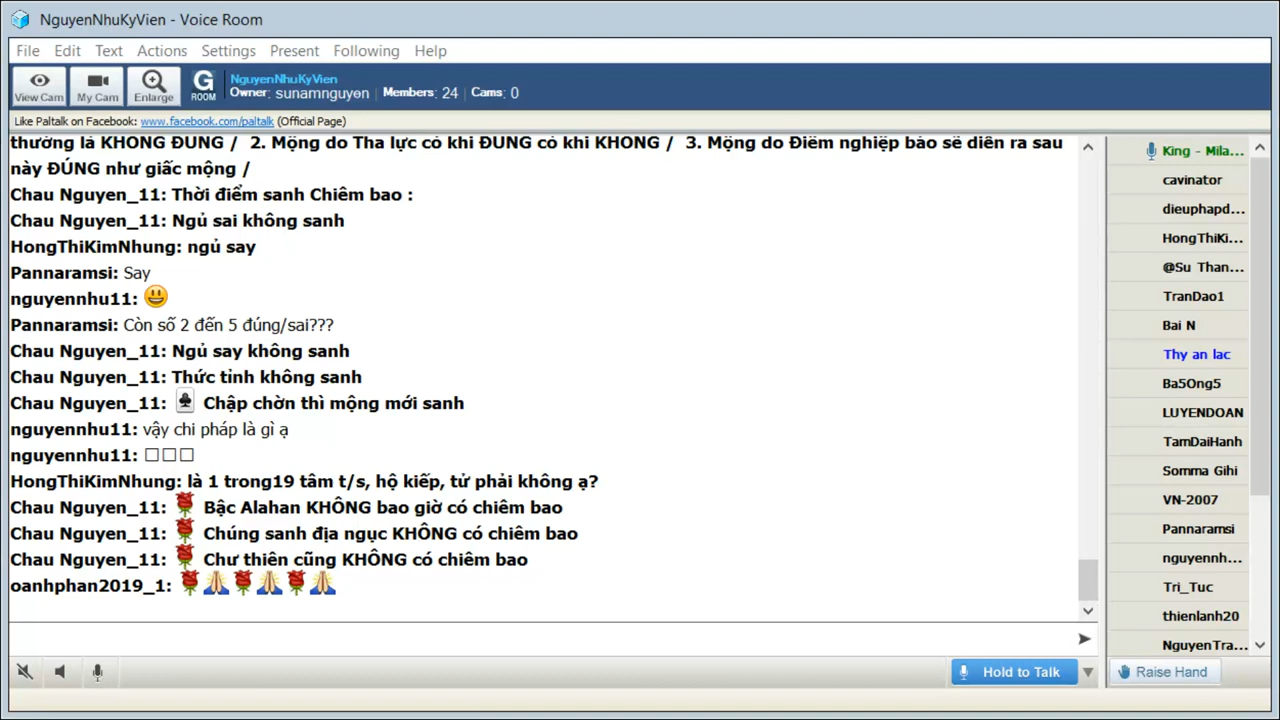 NguyenNhuKyVien - Voice Room
File Edit Text Actions Settings Present Following Help
View Cam My Cam Enlarge G ROOM
NguyenNhuKyVien
Owner: sunamnguyen Members: 24 Cams: 0
Like Paltalk on Facebook: www.facebook.com/paltalk (Official Page)
thường là KHÔNG ĐÚNG / 2. Mộng do Tha lực có khi ĐÚNG có khi KHÔNG / 3. Mộng do Điềm nghiệp báo sẽ diễn ra sau
này ĐÚNG như giấc mộng /
Chau Nguyen_11: Thời điểm sanh Chiêm bao :
Chau Nguyen_11: Ngủ sai không sanh
HongThiKimNhung: ngủ say
Pannaramsi: Say
nguyennhu11: 😃
Pannaramsi: Còn số 2 đến 5 đúng/sai???
Chau Nguyen_11: Ngủ say không sanh
Chau Nguyen_11: Thức tỉnh không sanh
Chau Nguyen_11: ♣ Chập chờn thì mộng mới sanh
nguyennhu11: vậy chi pháp là gì ạ
nguyennhu11: □□□
HongThiKimNhung: là 1 trong19 tâm t/s, hộ kiếp, tử phải không ạ?
Chau Nguyen_11: 🌹 Bậc Alahan KHÔNG bao giờ có chiêm bao
Chau Nguyen_11: 🌹 Chúng sanh địa ngục KHÔNG có chiêm bao
Chau Nguyen_11: 🌹 Chư thiên cũng KHÔNG có chiêm bao
oanhphan2019_1: 🌹🙏🌹🙏🌹🙏
Hold to Talk
King - Mila...
cavinator
dieuphapd...
HongThiKi...
@Su Than...
TranDao1
Bai N
Thy an lac
Ba5Ong5
LUYENDOAN
TamDaiHanh
Somma Gihi
VN-2007
Pannaramsi
nguyennh...
Tri_Tuc
thienlanh20
NguyenTra...
Raise Hand